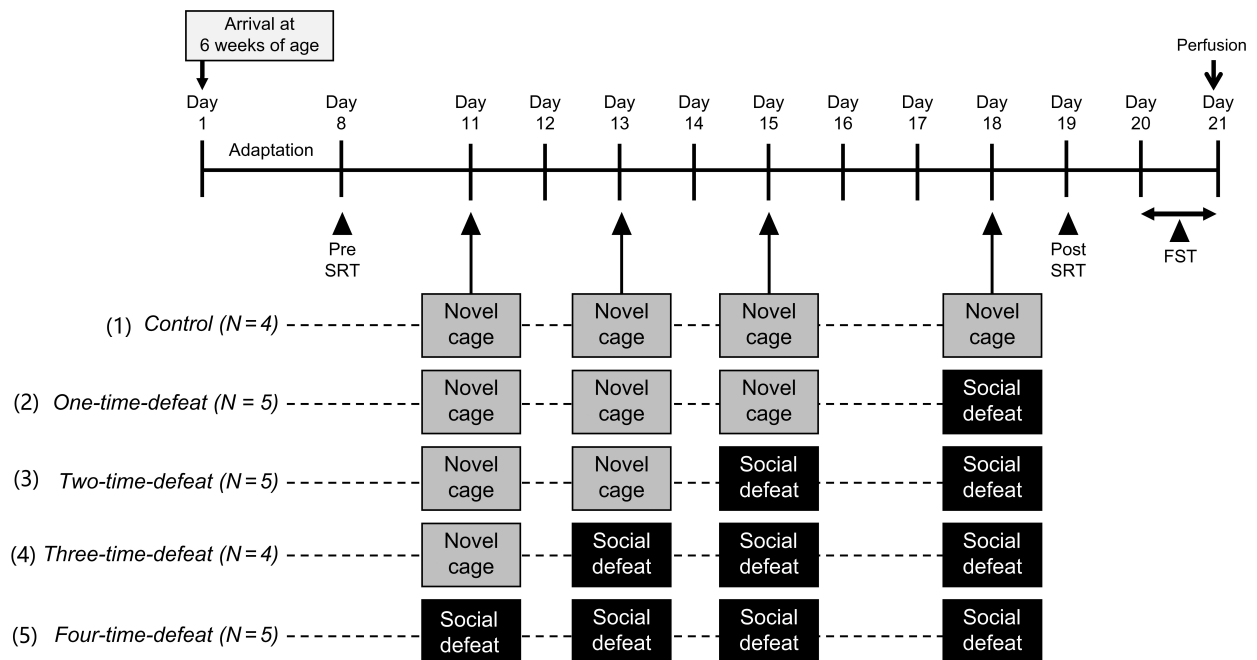 Arrival at
6 weeks of age
Perfusion
Day Day Day Day Day Day Day Day Day Day Day Day Day
1 8 11 12 13 14 15 16 17 18 19 20 21
Adaptation
Pre
SRT
Post
SRT
FST
(1) Control (N = 4)
Novel
cage
Novel
cage
Novel
cage
Novel
cage
(2) One-time-defeat (N = 5)
Novel
cage
Novel
cage
Novel
cage
Social
defeat
(3) Two-time-defeat (N = 5)
Novel
cage
Novel
cage
Social
defeat
Social
defeat
(4) Three-time-defeat (N = 4)
Novel
cage
Social
defeat
Social
defeat
Social
defeat
(5) Four-time-defeat (N = 5)
Social
defeat
Social
defeat
Social
defeat
Social
defeat